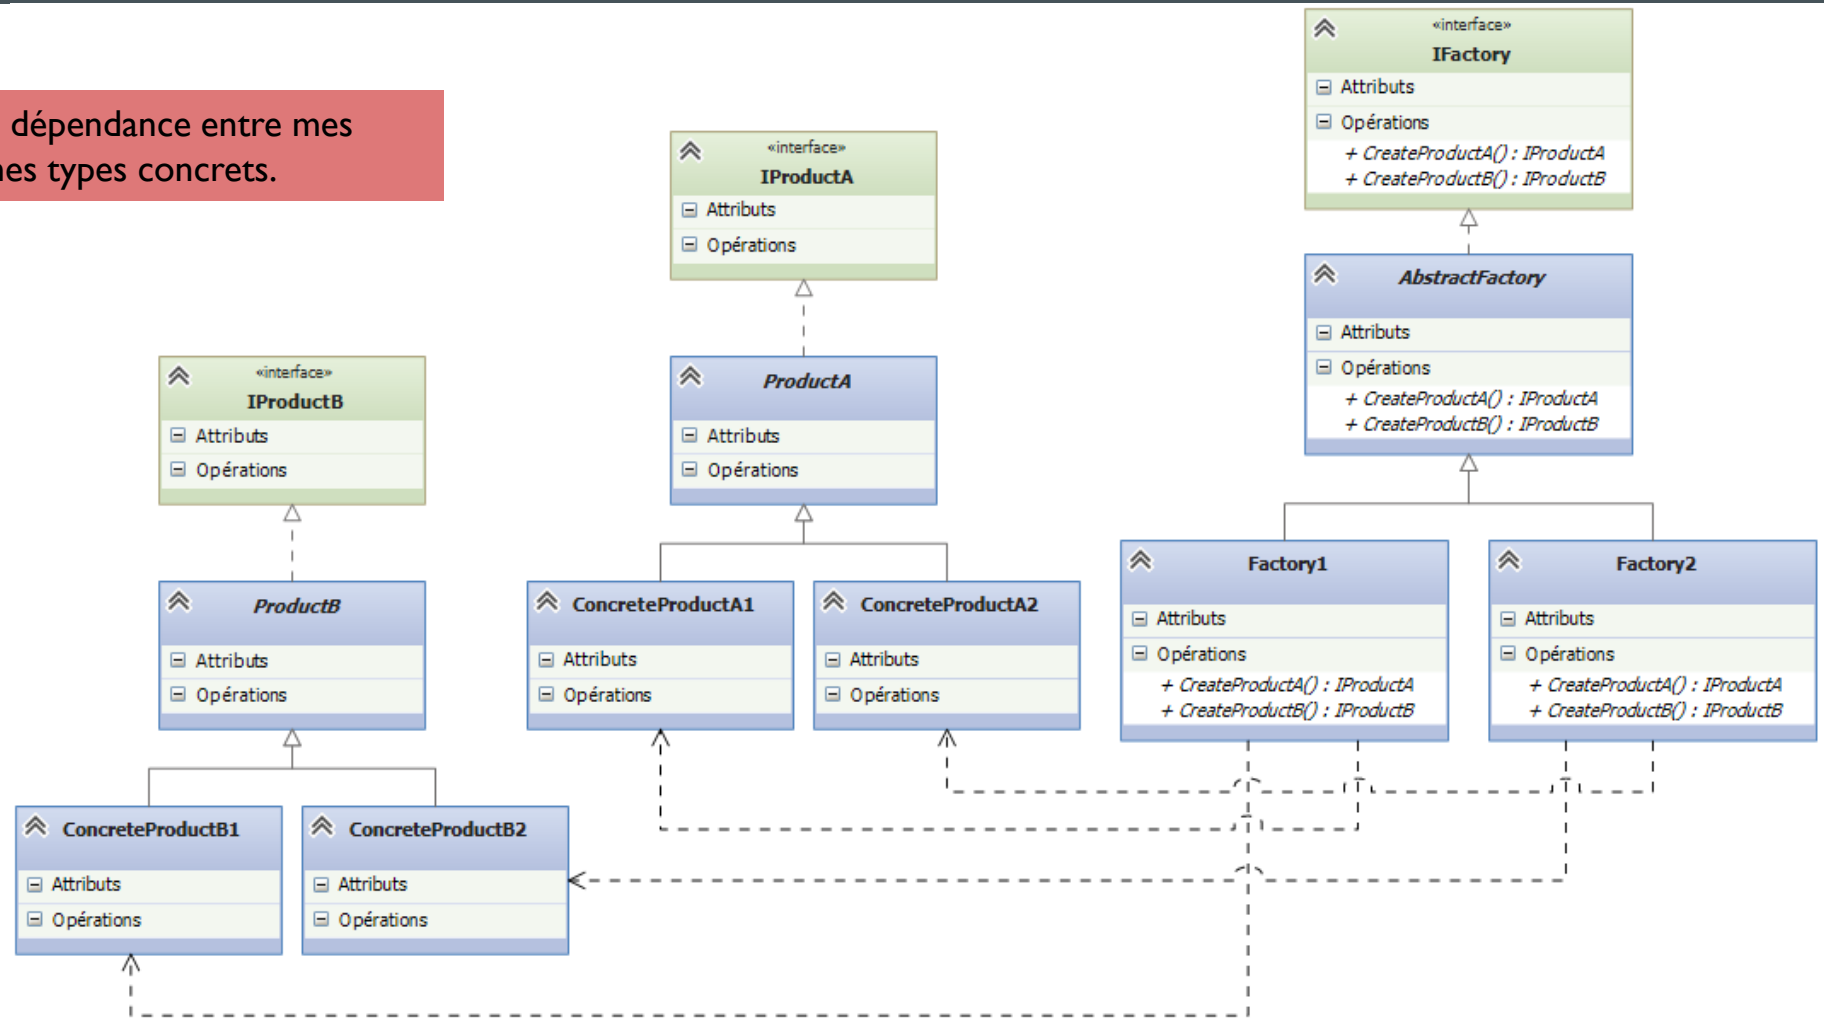 dépendance entre mes
mes types concrets.
«interface»
IFactory
Attributs
Opérations
+ CreateProductA() : IProductA
+ CreateProductB() : IProductB
«interface»
IProductA
Attributs
Opérations
AbstractFactory
Attributs
Opérations
+ CreateProductA() : IProductA
+ CreateProductB() : IProductB
«interface»
IProductB
Attributs
Opérations
ProductA
Attributs
Opérations
Factory1
Attributs
Opérations
+ CreateProductA() : IProductA
+ CreateProductB() : IProductB
Factory2
Attributs
Opérations
+ CreateProductA() : IProductA
+ CreateProductB() : IProductB
ProductB
Attributs
Opérations
ConcreteProductA1
Attributs
Opérations
ConcreteProductA2
Attributs
Opérations
ConcreteProductB1
Attributs
Opérations
ConcreteProductB2
Attributs
Opérations